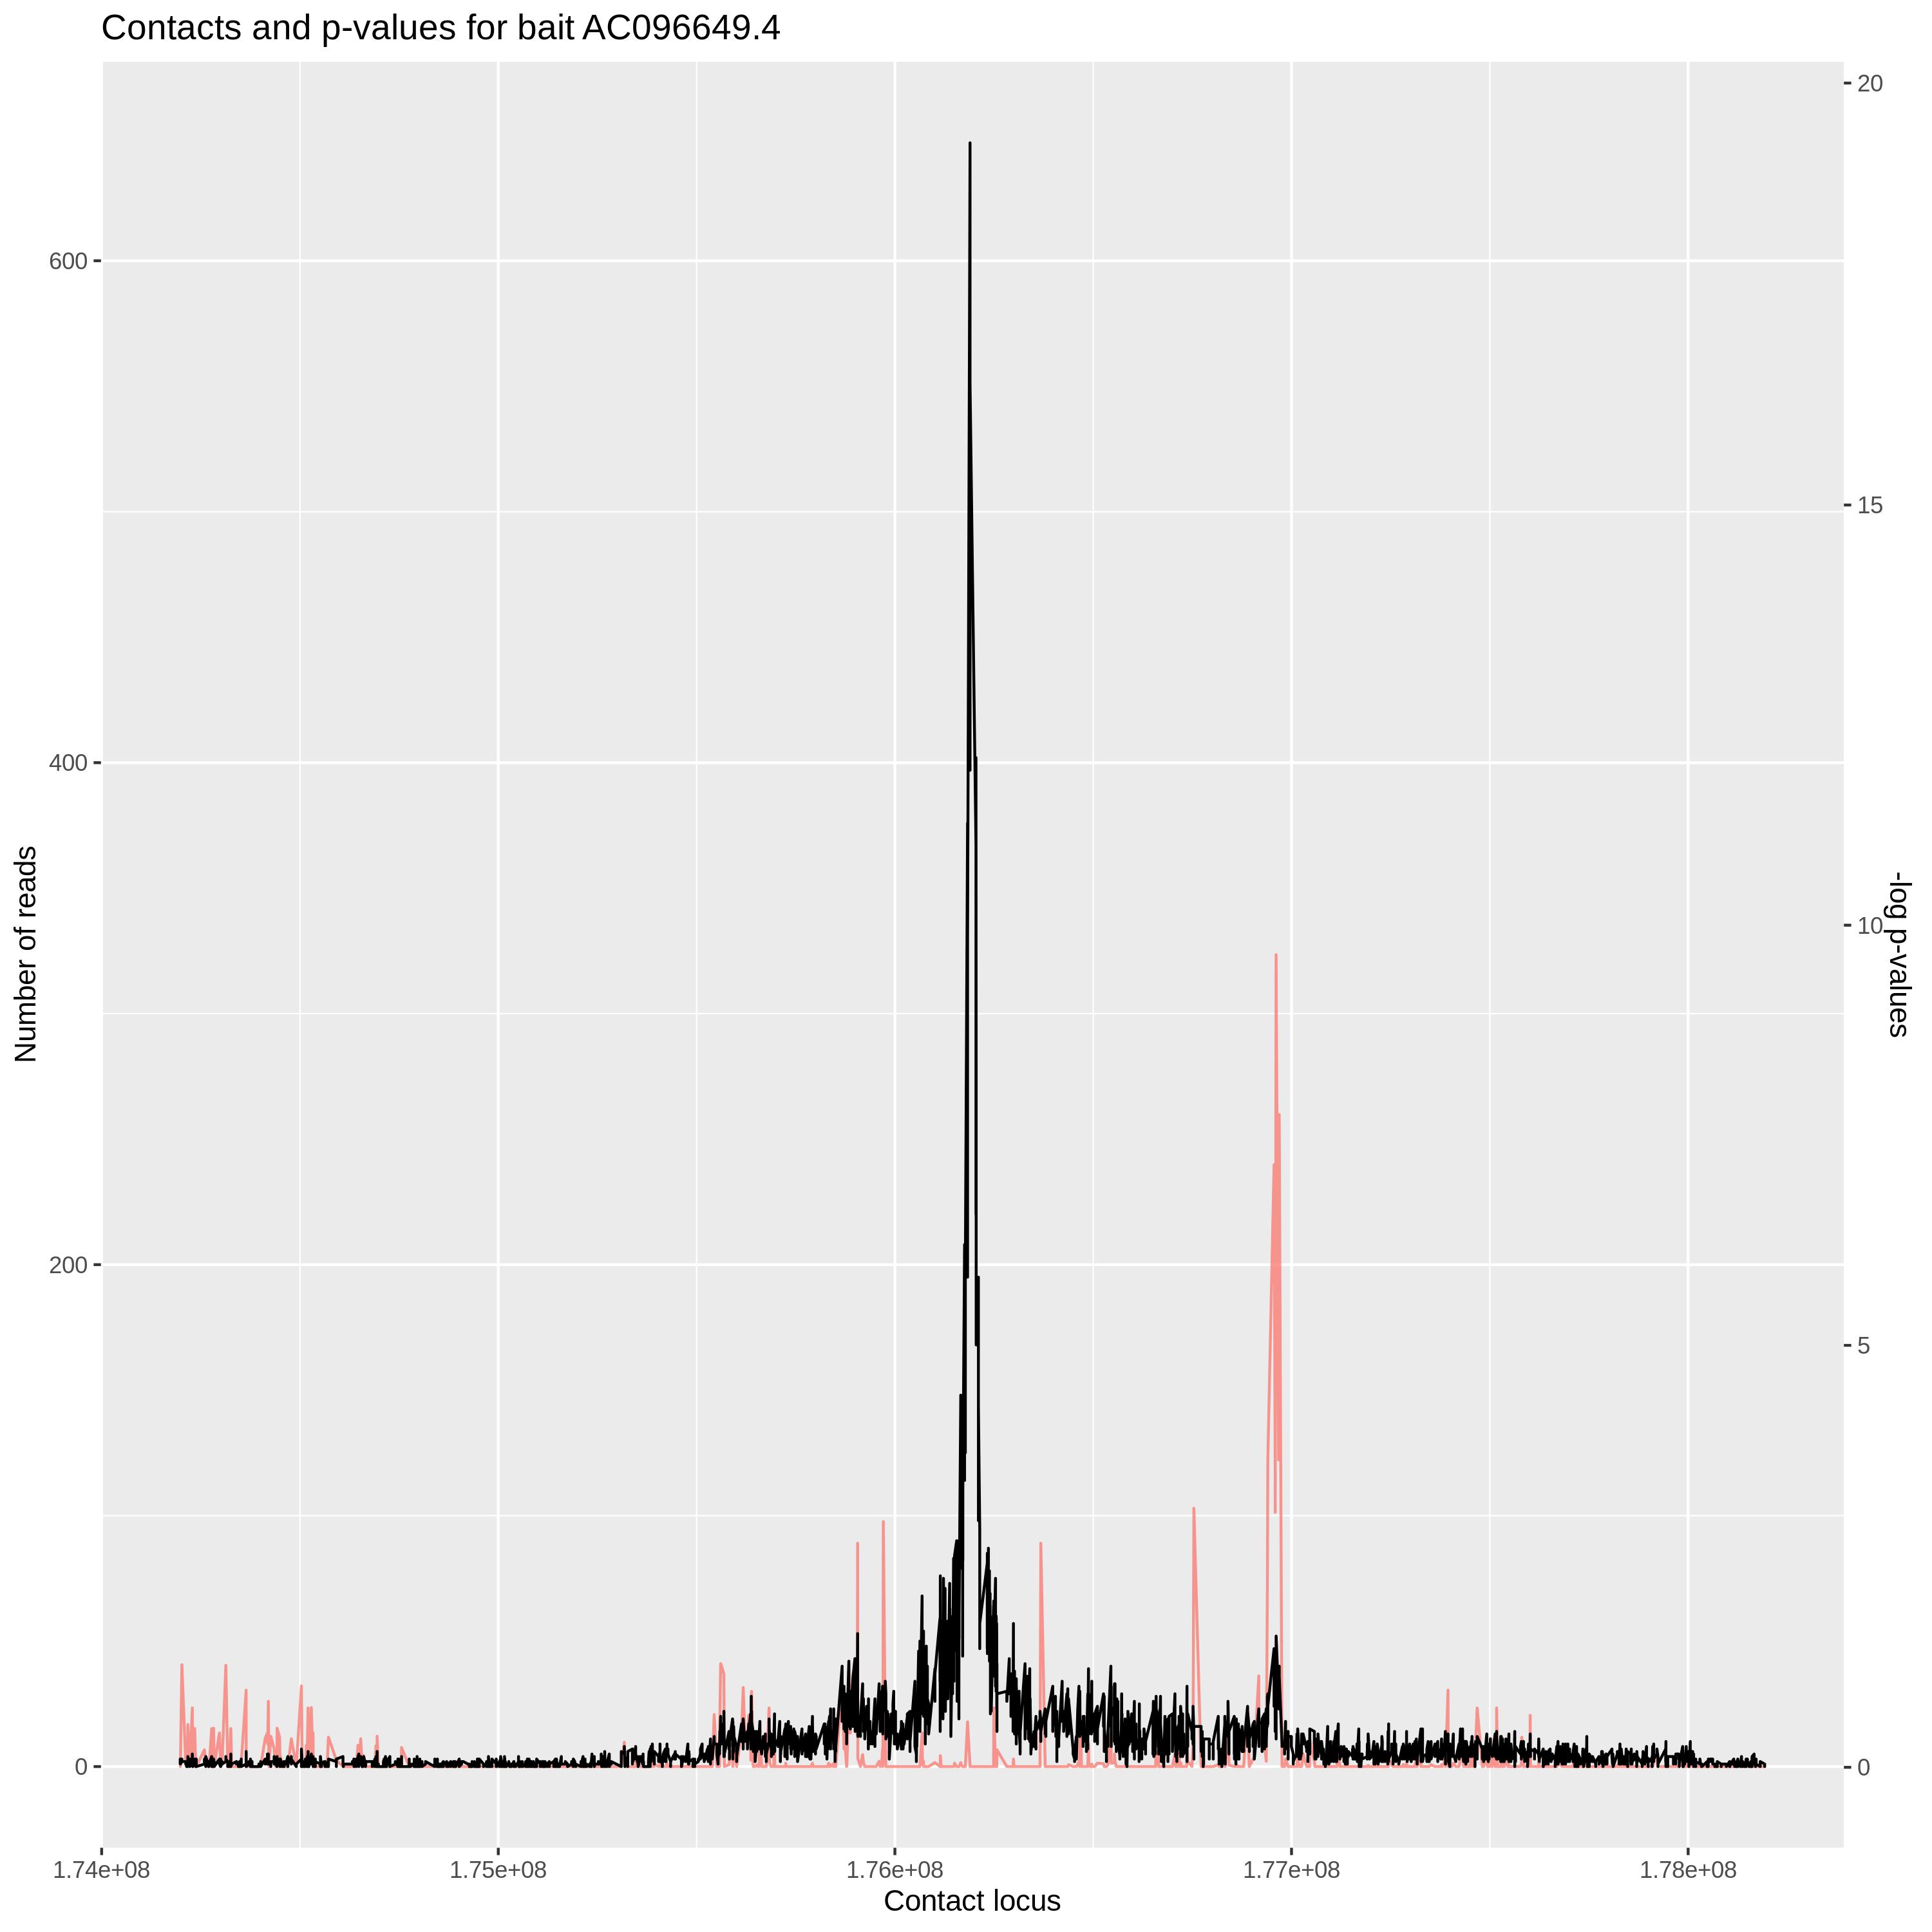 Contacts and p-values for bait AC096649.4
20
600
15
400
Number of reads
10
-log p-values
200
5
0
0
1.74e+08
1.75e+08
1.76e+08
1.77e+08
1.78e+08
Contact locus